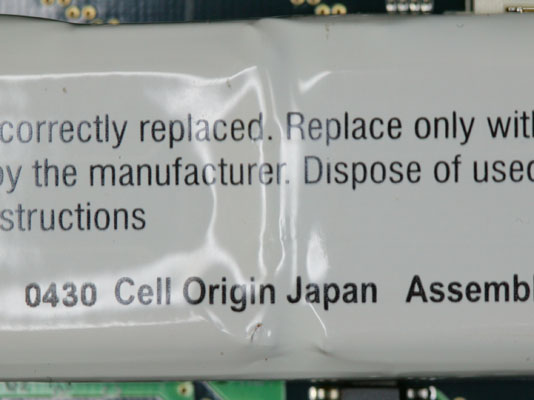 correctly replaced. Replace only with
by the manufacturer. Dispose of used
structions
0430 Cell Origin Japan Assembl